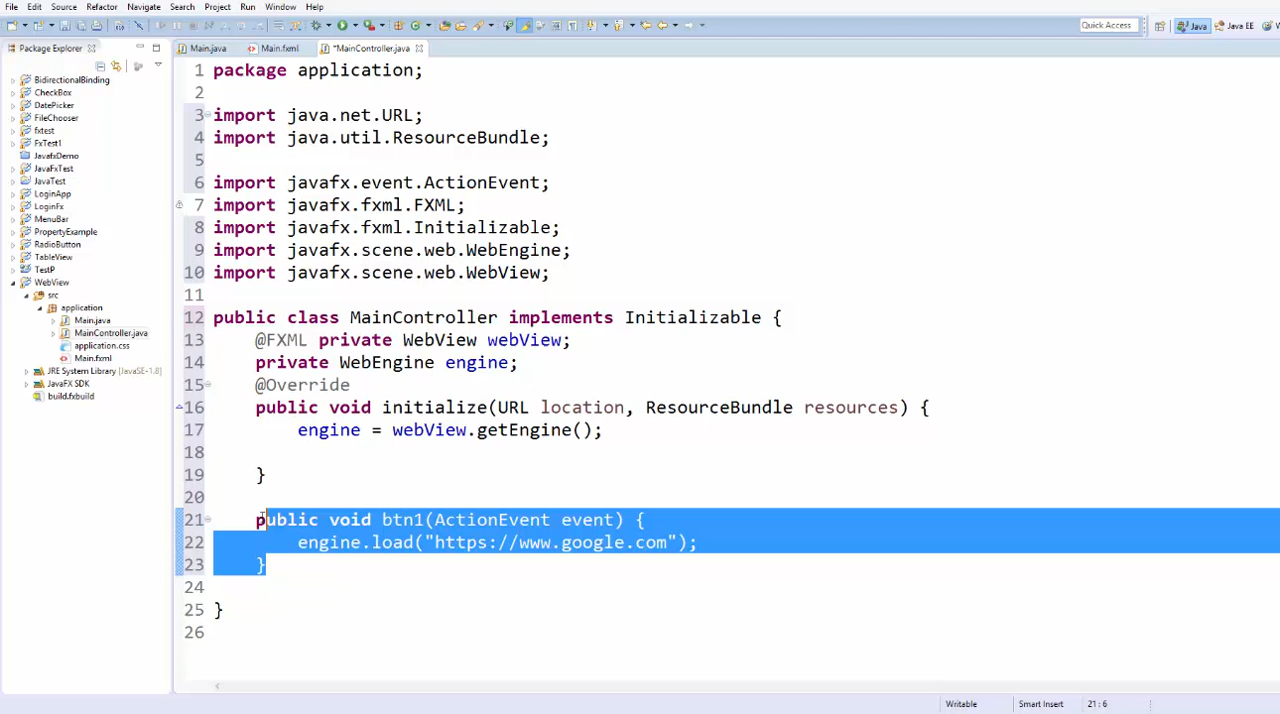 File Edit Source Refactor Navigate Search Project Run Window Help
Quick Access
Java
Java EE
Package Explorer
Main.java
Main.fxml
*MainController.java
BidirectionalBinding
CheckBox
DatePicker
FileChooser
fxtest
FxTest1
JavafxDemo
JavaFxTest
JavaTest
LoginApp
LoginFx
MenuBar
PropertyExample
RadioButton
TableView
TestP
WebView
src
application
Main.java
MainController.java
application.css
Main.fxml
JRE System Library [JavaSE-1.8]
JavaFX SDK
build.fxbuild
1 package application;
2
3 import java.net.URL;
4 import java.util.ResourceBundle;
5
6 import javafx.event.ActionEvent;
7 import javafx.fxml.FXML;
8 import javafx.fxml.Initializable;
9 import javafx.scene.web.WebEngine;
10 import javafx.scene.web.WebView;
11
12 public class MainController implements Initializable {
13 @FXML private WebView webView;
14 private WebEngine engine;
15 @Override
16 public void initialize(URL location, ResourceBundle resources) {
17 engine = webView.getEngine();
18
19 }
20
21 public void btn1(ActionEvent event) {
22 engine.load("https://www.google.com");
23 }
24
25 }
26
Writable
Smart Insert
21 : 6